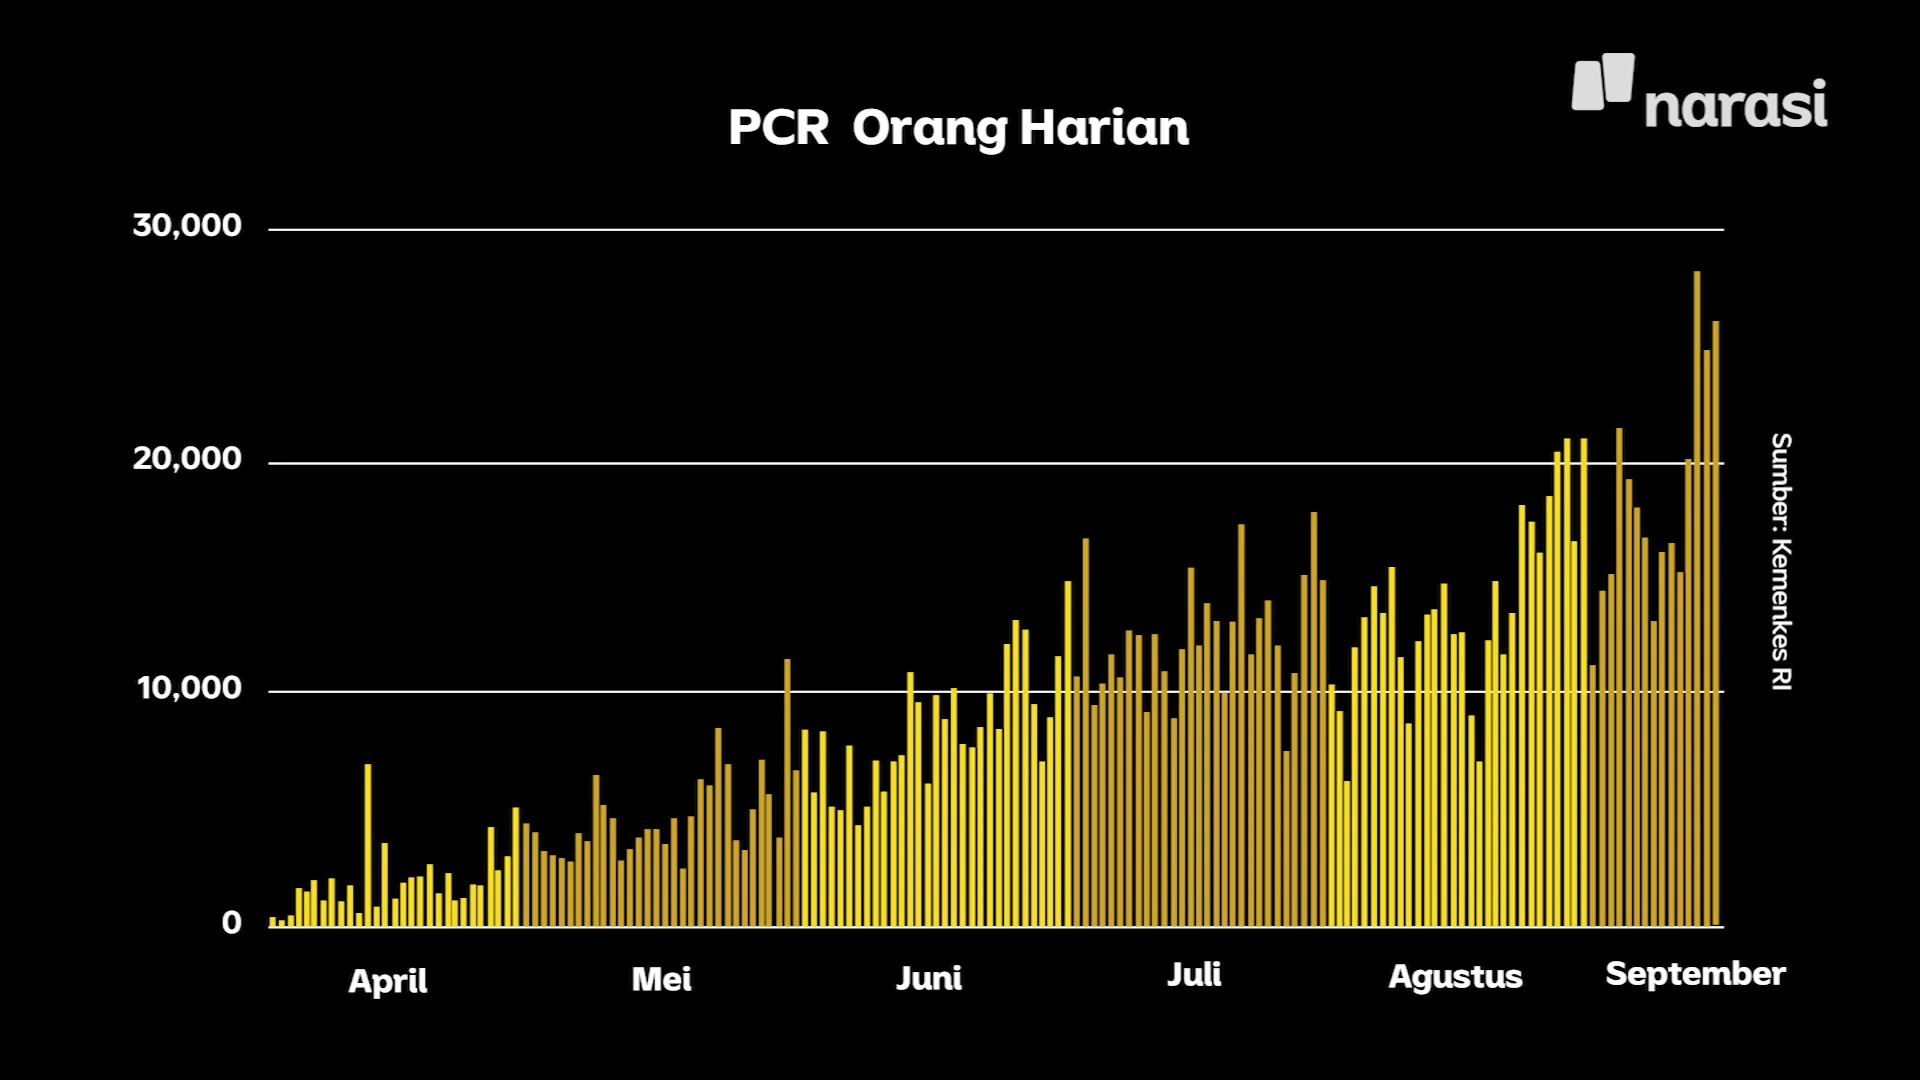 narasi
PCR Orang Harian
30,000
20,000
10,000
0
April
Mei
Juni
Juli
Agustus
September
Sumber: Kemenkes RI